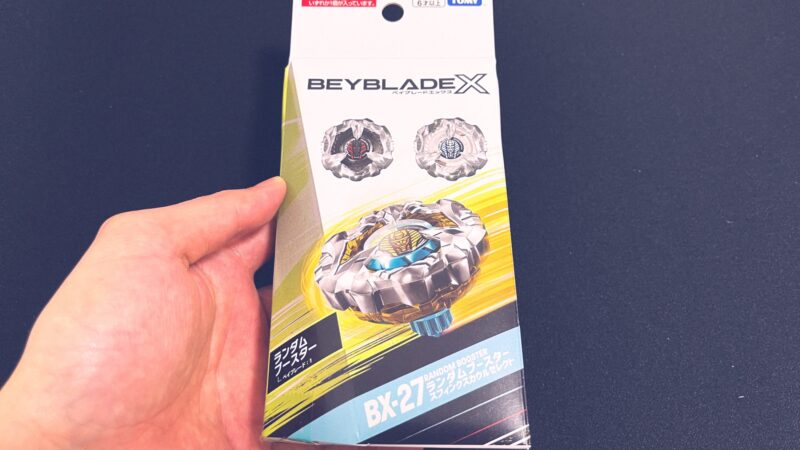 いずれか1個が入っています。
6才以上
TOMY
BEYBLADE X
ベイブレードエックス
ランダム
ブースター
BX-27
RANDOM BOOSTER
ランダムブースター
スフィンクスカウルセレクト